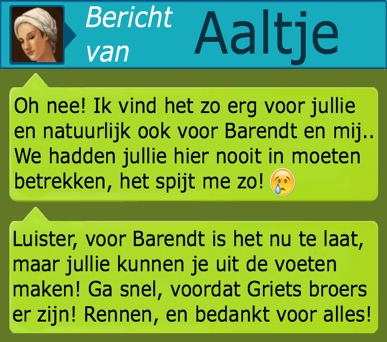 Bericht van Aaltje
Oh nee! Ik vind het zo erg voor jullie
en natuurlijk ook voor Barendt en mij..
We hadden jullie hier nooit in moeten
betrekken, het spijt me zo! 😢
Luister, voor Barendt is het nu te laat,
maar jullie kunnen je uit de voeten
maken! Ga snel, voordat Griets broers
er zijn! Rennen, en bedankt voor alles!